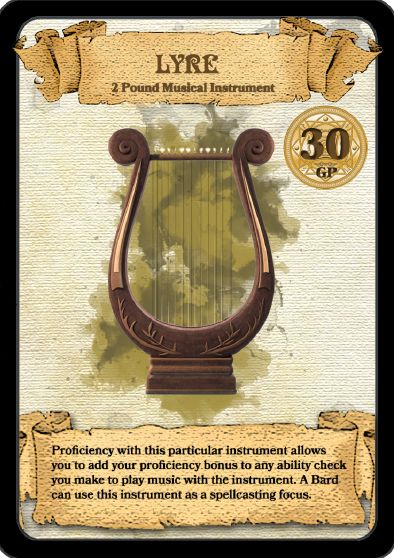 LYRE
2 Pound Musical Instrument
30
GP
Proficiency with this particular instrument allows
you to add your proficiency bonus to any ability check
you make to play music with the instrument. A Bard
can use this instrument as a spellcasting focus.